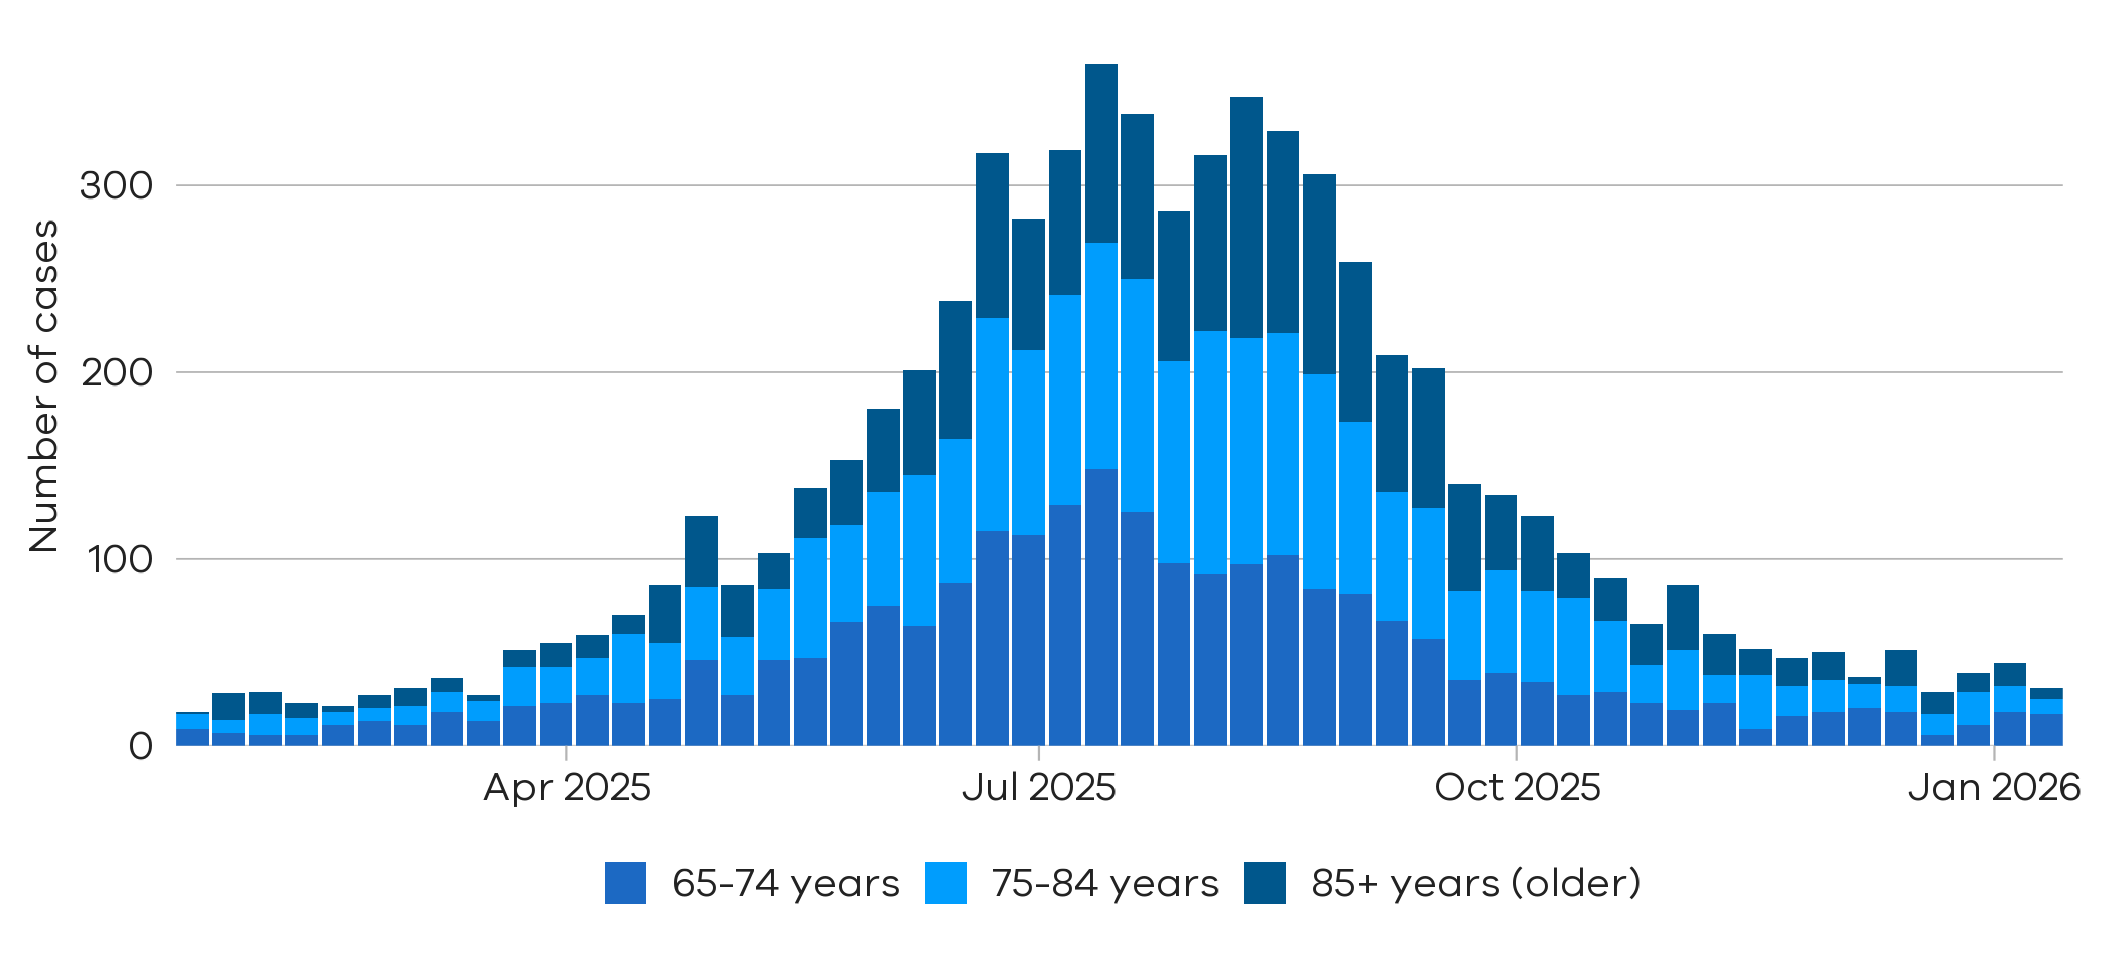 Number of cases
300
200
100
0
Apr 2025 Jul 2025 Oct 2025 Jan 2026
65-74 years 75-84 years 85+ years (older)